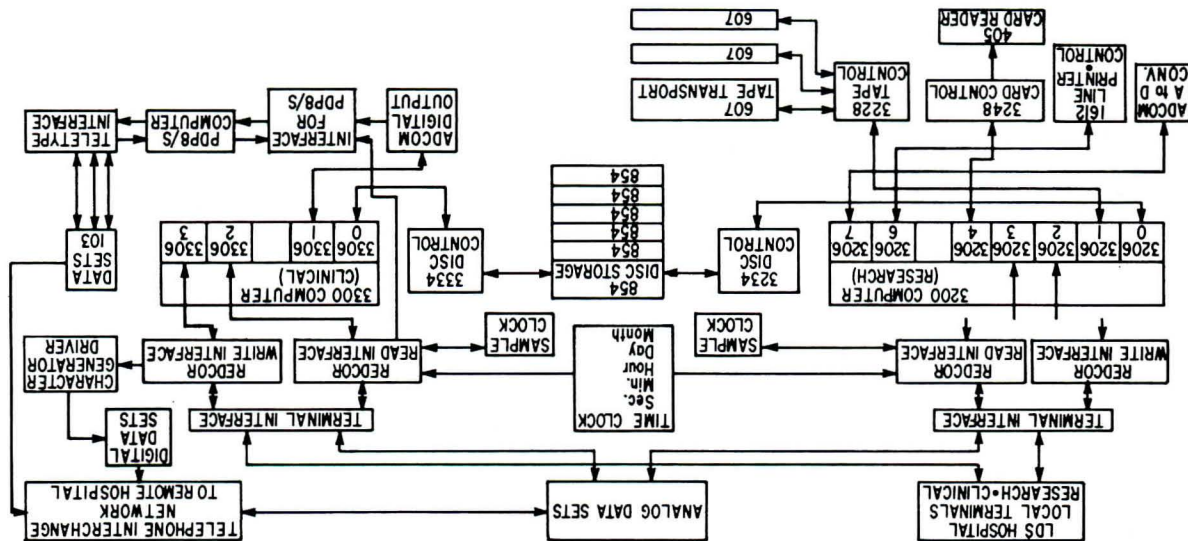 LDS HOSPITAL
LOCAL TERMINALS
RESEARCH•CLINICAL
ANALOG DATA SETS
TELEPHONE INTERCHANGE
NETWORK
TO REMOTE HOSPITAL
TERMINAL INTERFACE
TIME CLOCK
Sec.
Min.
Hour
Day
Month
TERMINAL INTERFACE
DIGITAL
DATA
SETS
REDCOR
WRITE INTERFACE
REDCOR
READ INTERFACE
SAMPLE
CLOCK
SAMPLE
CLOCK
REDCOR
READ INTERFACE
REDCOR
WRITE INTERFACE
CHARACTER
GENERATOR
DRIVER
3200 COMPUTER
(RESEARCH)
3206
0
3206
1
3206
2
3206
3
3206
4
3206
6
3206
7
3234
DISC
CONTROL
854
DISC STORAGE
854
854
854
854
854
3334
DISC
CONTROL
3300 COMPUTER
(CLINICAL)
3306
0
3306
1
3306
2
3306
3
DATA
SETS
103
ADCOM
A to D
CONV.
1612
LINE
PRINTER
CONTROL
3248
CARD CONTROL
405
CARD READER
3228
TAPE
CONTROL
607
TAPE TRANSPORT
607
607
ADCOM
DIGITAL
OUTPUT
INTERFACE
FOR
PDP8/S
PDP8/S
COMPUTER
TELETYPE
INTERFACE